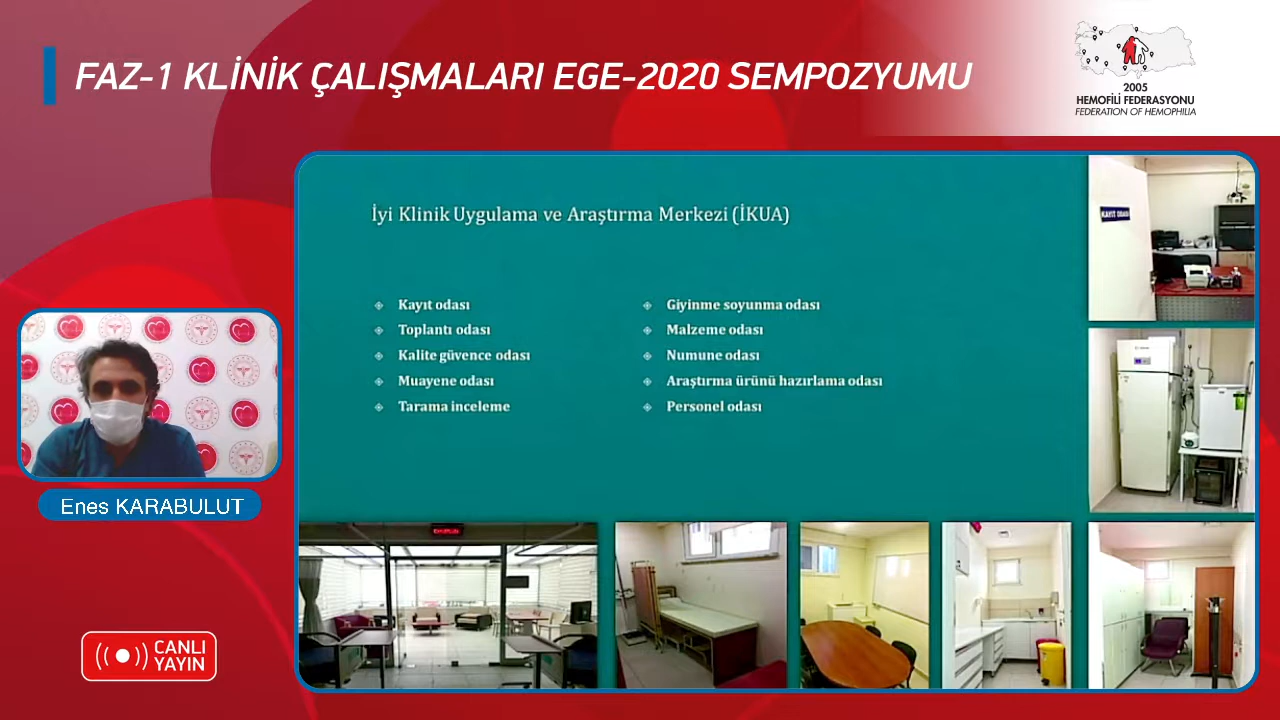 FAZ-1 KLİNİK ÇALIŞMALARI EGE-2020 SEMPOZYUMU
2005
HEMOFİLİ FEDERASYONU
FEDERATION OF HEMOPHILIA
İyi Klinik Uygulama ve Araştırma Merkezi (İKUA)
Kayıt odası
Toplantı odası
Kalite güvence odası
Muayene odası
Tarama inceleme
Giyinme soyunma odası
Malzeme odası
Numune odası
Araştırma ürünü hazırlama odası
Personel odası
KAYIT ODASI
Enes KARABULUT
CANLI
YAYIN